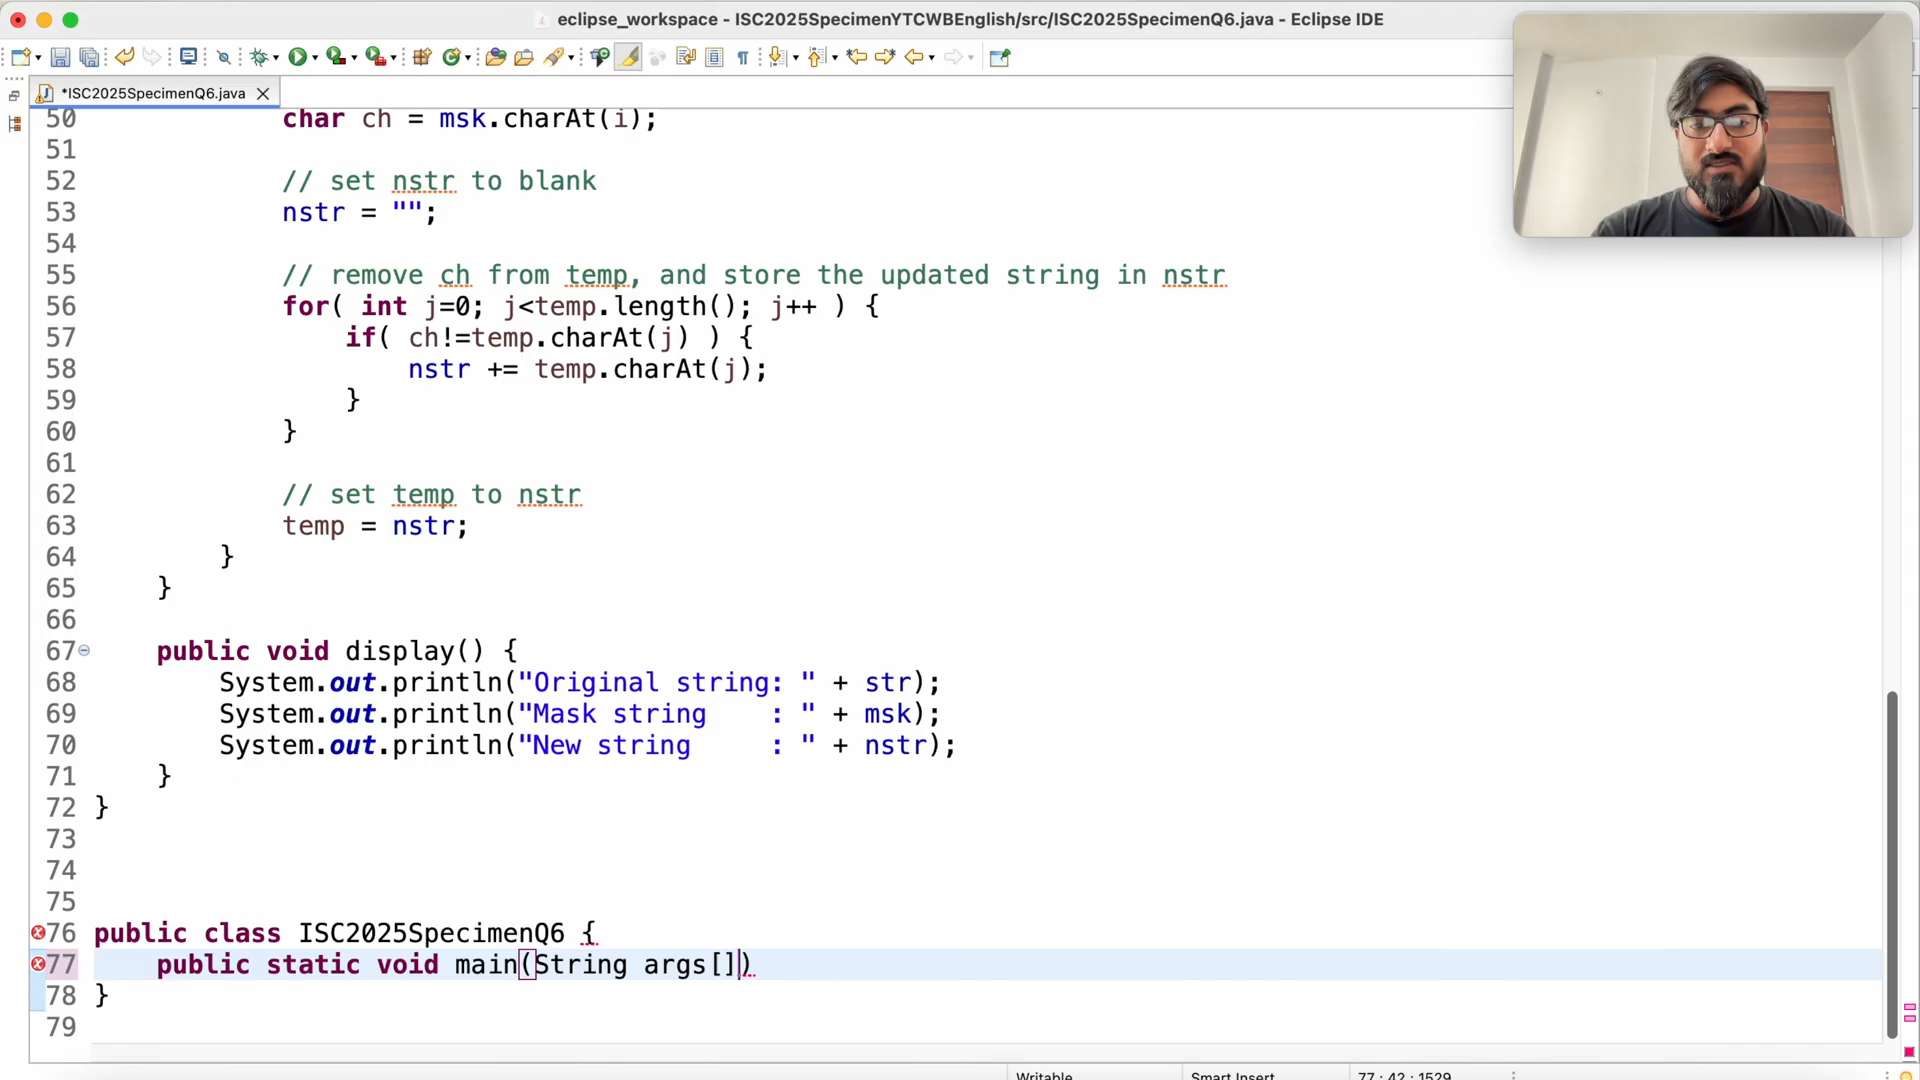 eclipse_workspace - ISC2025SpecimenYTCWBEnglish/src/ISC2025SpecimenQ6.java - Eclipse IDE
*ISC2025SpecimenQ6.java
50 char ch = msk.charAt(i);
51
52 // set nstr to blank
53 nstr = "";
54
55 // remove ch from temp, and store the updated string in nstr
56 for( int j=0; j<temp.length(); j++ ) {
57 if( ch!=temp.charAt(j) ) {
58 nstr += temp.charAt(j);
59 }
60 }
61
62 // set temp to nstr
63 temp = nstr;
64 }
65 }
66
67 public void display() {
68 System.out.println("Original string: " + str);
69 System.out.println("Mask string    : " + msk);
70 System.out.println("New string     : " + nstr);
71 }
72 }
73
74
75
76 public class ISC2025SpecimenQ6 {
77 public static void main(String args[])
78 }
79
Writable Smart Insert 77 : 42 : 1529